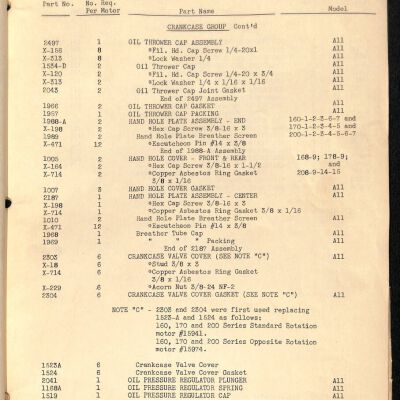 Part No. No. Req. Per Motor Part Name Model
CRANKCASE GROUP Cont'd
2497 1 OIL THROWER CAP ASSEMBLY All
X-156 8 *Fil. Hd. Cap Screw 1/4-20x1 All
X-313 8 *Lock Washer 1/4 All
1534-D 2 Oil Thrower Cap All
X-120 2 *Fil. Hd. Cap Screw 1/4-20 x 3/4 All
X-313 2 *Lock Washer 1/4 x 1/16 x 1/16 All
2043 2 Oil Thrower Cap Joint Gasket All
End of 2497 Assembly
1966 2 OIL THROWER CAP GASKET All
1957 2 OIL THROWER CAP PACKING All
1988-A 2 HAND HOLE PLATE ASSEMBLY - END 160-1-2-3-6-7 and
X-198 2 *Hex Cap Screw 3/8-16 x 3 170-1-2-3-4-5 and
1989 2 Hand Hole Plate Breather Screen 200-1-2-3-4-5-6-7
X-471 12 *Escutcheon Pin #14 x 3/8
End of 1988-A Assembly
1005 2 HAND HOLE COVER - FRONT & REAR 168-9; 178-9;
X-164 2 *Hex Cap Screw 3/8-16 x 1-1/2 and
X-714 2 *Copper Asbestos Ring Gasket 208-9-14-15
3/8 x 1/16
1007 3 HAND HOLE COVER GASKET All
2187 1 HAND HOLE PLATE ASSEMBLY - CENTER All
X-198 1 *Hex Cap Screw 3/8-16 x 3
X-714 1 *Copper Asbestos Ring Gasket 3/8 x 1/16
1010 2 Hand Hole Plate Breather Screen All
X-471 12 *Escutcheon Pin #14 x 3/8
1968 1 Breather Tube Cap All
1969 1 " " " Packing All
End of 2187 Assembly
2303 6 CRANKCASE VALVE COVER (SEE NOTE "C") All
X-18 6 *Stud 3/8 x 3
X-714 6 *Copper Asbestos Ring Gasket
3/8 x 1/16
X-229 6 *Acorn Nut 3/8-24 NF-2
2304 6 CRANKCASE VALVE COVER GASKET (SEE NOTE "C") All
NOTE "C" - 2303 and 2304 were first used replacing
1523-A and 1524 as follows:
160, 170 and 200 Series Standard Rotation
motor #15941.
160, 170 and 200 Series Opposite Rotation
motor #15974.
1523A 6 Crankcase Valve Cover
1524 6 Crankcase Valve Cover Gasket
2041 1 OIL PRESSURE REGULATOR PLUNGER All
1168A 1 OIL PRESSURE REGULATOR SPRING All
1519 1 OIL PRESSURE REGULATOR CAP All